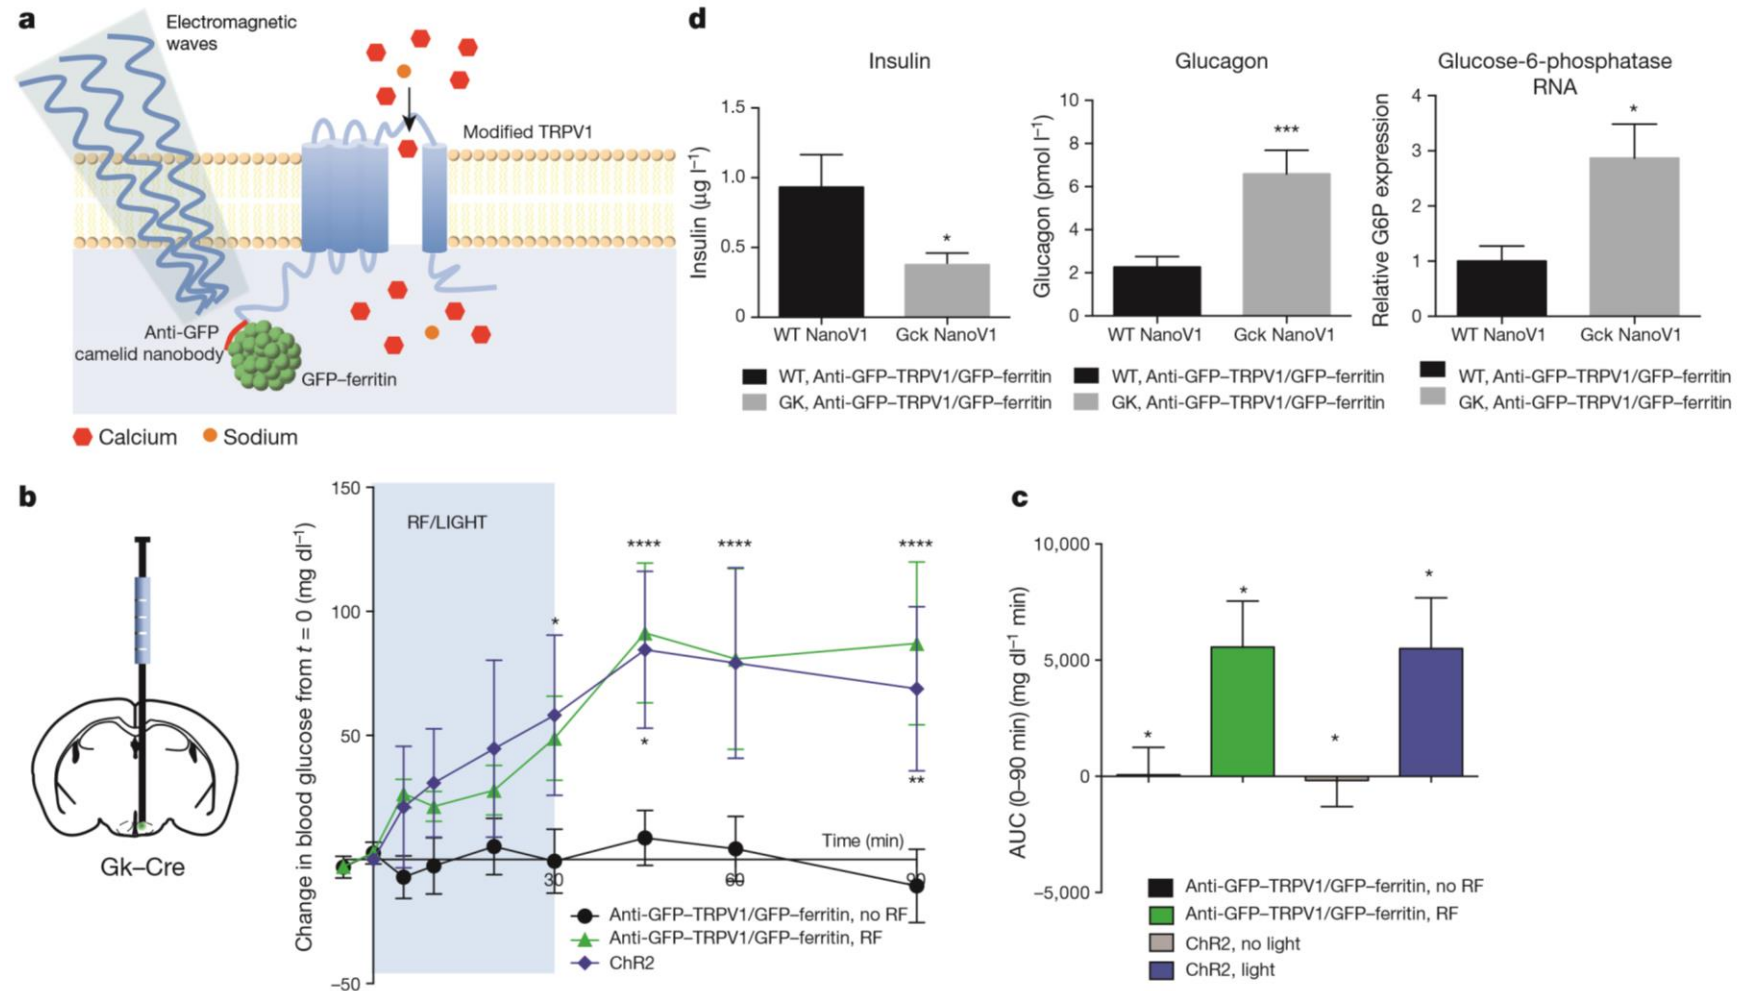 a
Electromagnetic
waves
Modified TRPV1
Anti-GFP
camelid nanobody
GFP–ferritin
Calcium
Sodium
d
Insulin
Insulin (µg l⁻¹)
1.5
1.0
0.5
0
*
WT NanoV1
Gck NanoV1
WT, Anti-GFP–TRPV1/GFP–ferritin
GK, Anti-GFP–TRPV1/GFP–ferritin
Glucagon
Glucagon (pmol l⁻¹)
10
8
6
4
2
0
***
WT NanoV1
Gck NanoV1
WT, Anti-GFP–TRPV1/GFP–ferritin
GK, Anti-GFP–TRPV1/GFP–ferritin
Glucose-6-phosphatase
RNA
Relative G6P expression
4
3
2
1
0
*
WT NanoV1
Gck NanoV1
WT, Anti-GFP–TRPV1/GFP–ferritin
GK, Anti-GFP–TRPV1/GFP–ferritin
b
Gk–Cre
Change in blood glucose from t = 0 (mg dl⁻¹)
150
100
50
–50
RF/LIGHT
*
****
****
****
*
**
Time (min)
30
60
90
Anti-GFP–TRPV1/GFP–ferritin, no RF
Anti-GFP–TRPV1/GFP–ferritin, RF
ChR2
c
AUC (0–90 min) (mg dl⁻¹ min)
10,000
5,000
0
–5,000
*
*
*
*
Anti-GFP–TRPV1/GFP–ferritin, no RF
Anti-GFP–TRPV1/GFP–ferritin, RF
ChR2, no light
ChR2, light